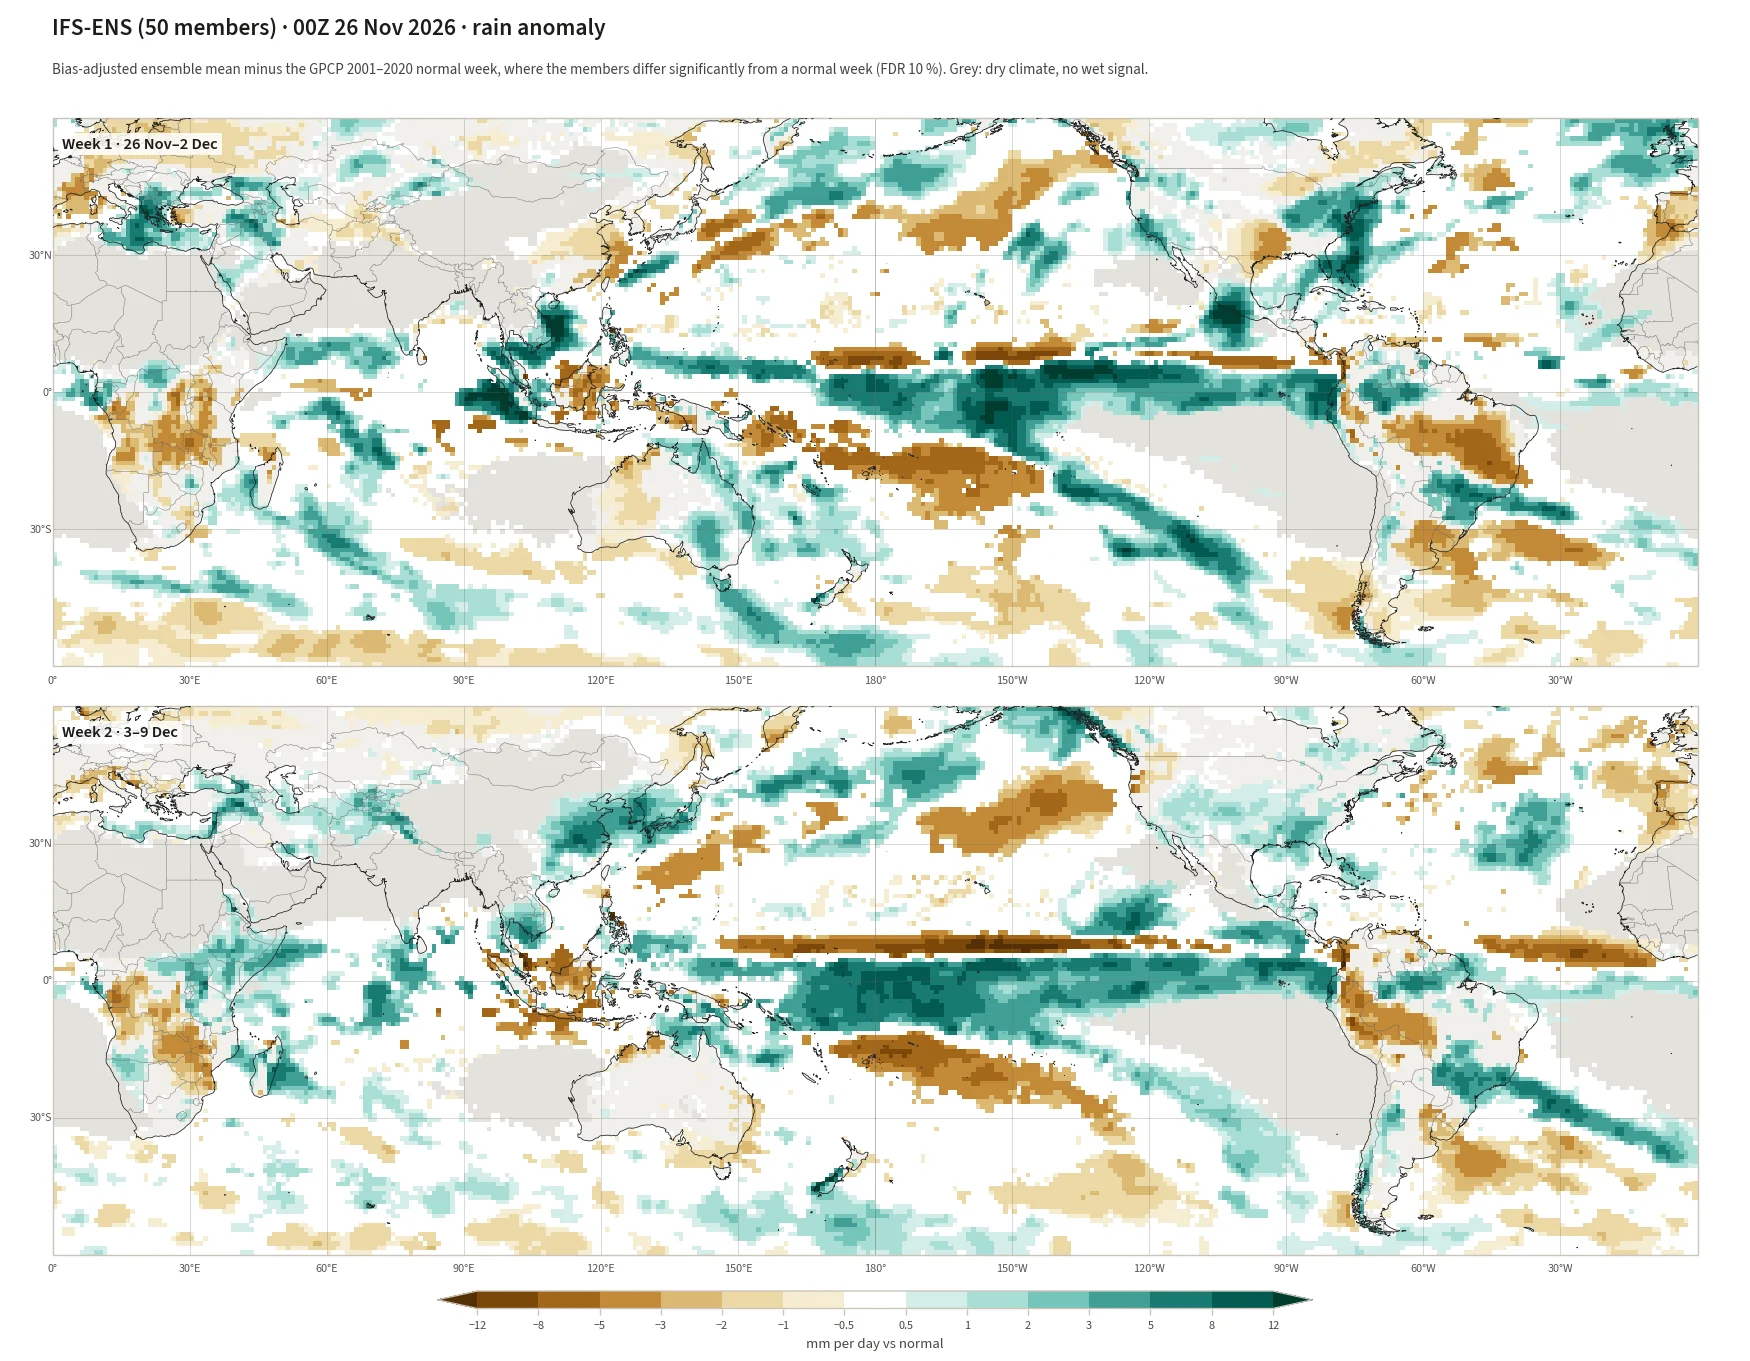 IFS-ENS (50 members) · 00Z 26 Nov 2026 · rain anomaly
Bias-adjusted ensemble mean minus the GPCP 2001–2020 normal week, where the members differ significantly from a normal week (FDR 10 %). Grey: dry climate, no wet signal.
Week 1 · 26 Nov–2 Dec
30°N
0°
30°S
0° 30°E 60°E 90°E 120°E 150°E 180° 150°W 120°W 90°W 60°W 30°W
Week 2 · 3–9 Dec
30°N
0°
30°S
0° 30°E 60°E 90°E 120°E 150°E 180° 150°W 120°W 90°W 60°W 30°W
−12 −8 −5 −3 −2 −1 −0.5 0.5 1 2 3 5 8 12
mm per day vs normal